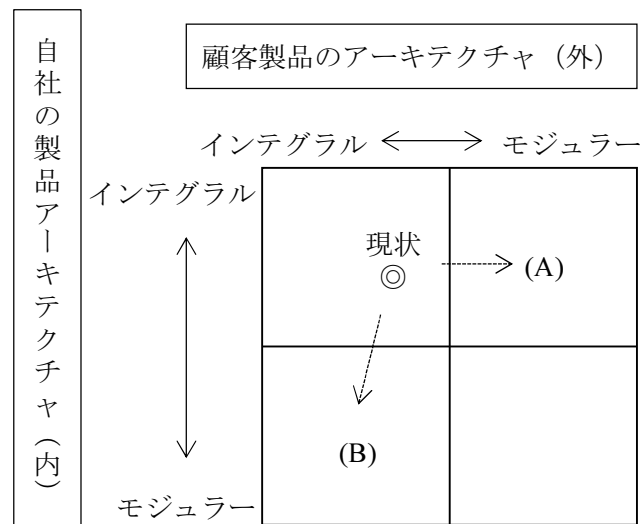 顧客製品のアーキテクチャ（外）
自社の製品アーキテクチャ（内）
インテグラル モジュラー
インテグラル
現状
◎
(A)
(B)
モジュラー